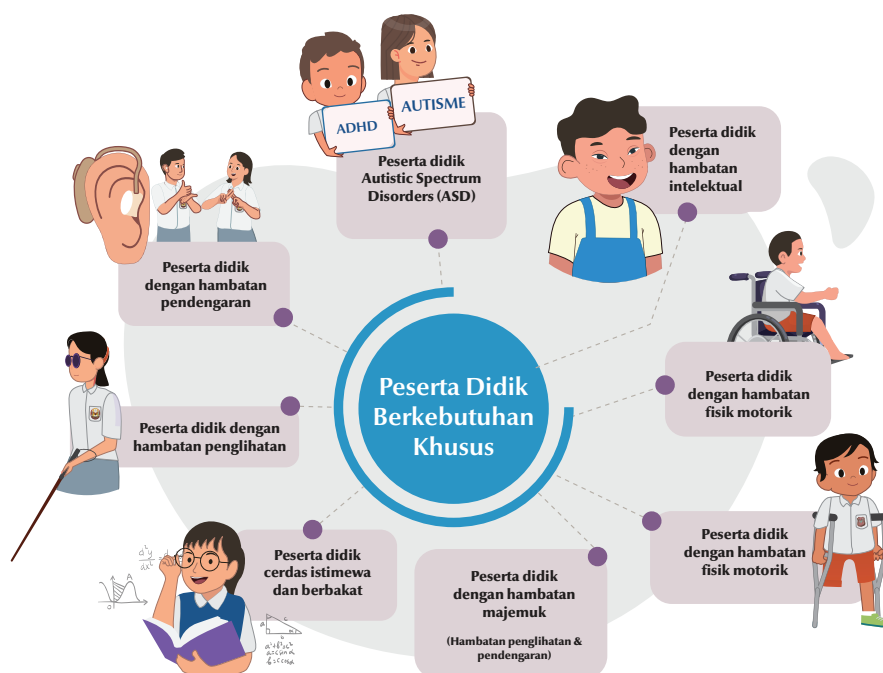 ADHD
AUTISME
Peserta didik
Autistic Spectrum
Disorders (ASD)
Peserta didik
dengan
hambatan
intelektual
Peserta didik
dengan hambatan
pendengaran
Peserta didik
dengan hambatan
fisik motorik
Peserta Didik
Berkebutuhan
Khusus
Peserta didik dengan
hambatan penglihatan
Peserta didik
dengan hambatan
fisik motorik
Peserta didik
cerdas istimewa
dan berbakat
Peserta didik
dengan hambatan
majemuk
(Hambatan penglihatan &
pendengaran)
A
0
a
c
b